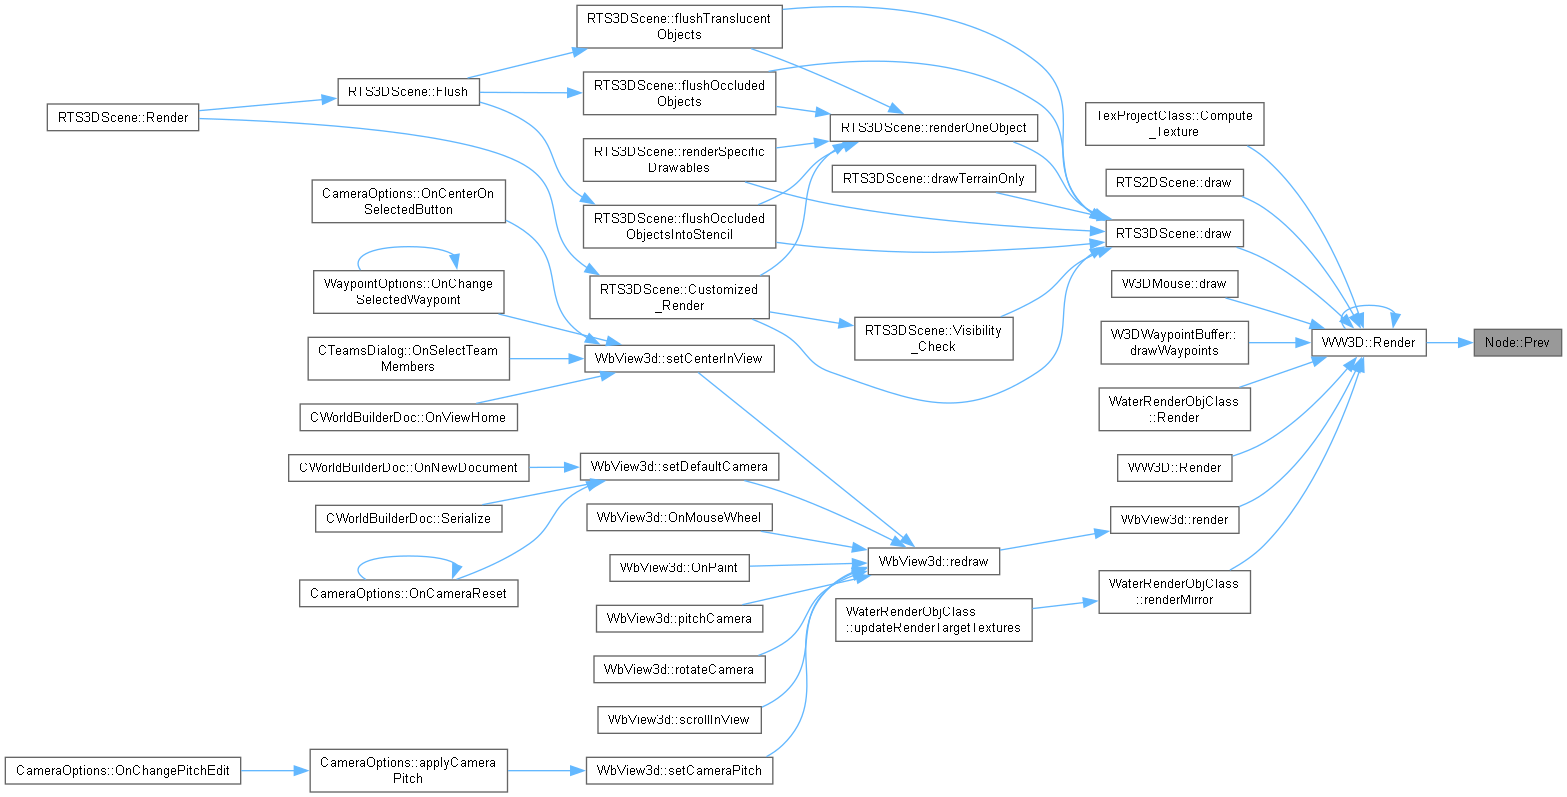 RTS3DScene::flushTranslucent
Objects
RTS3DScene::Flush
RTS3DScene::flushOccluded
Objects
RTS3DScene::Render
RTS3DScene::renderOneObject
TexProjectClass::Compute
_Texture
RTS3DScene::renderSpecific
Drawables
RTS3DScene::drawTerrainOnly
RTS2DScene::draw
CameraOptions::OnCenterOn
SelectedButton
RTS3DScene::flushOccluded
ObjectsIntoStencil
RTS3DScene::draw
WaypointOptions::OnChange
SelectedWaypoint
RTS3DScene::Customized
_Render
W3DMouse::draw
RTS3DScene::Visibility
_Check
W3DWaypointBuffer::
drawWaypoints
WW3D::Render
Node::Prev
CTeamsDialog::OnSelectTeam
Members
WbView3d::setCenterInView
CWorldBuilderDoc::OnViewHome
WaterRenderObjClass
::Render
CWorldBuilderDoc::OnNewDocument
WbView3d::setDefaultCamera
WW3D::Render
CWorldBuilderDoc::Serialize
WbView3d::OnMouseWheel
WbView3d::render
WbView3d::OnPaint
WbView3d::redraw
CameraOptions::OnCameraReset
WaterRenderObjClass
::renderMirror
WbView3d::pitchCamera
WaterRenderObjClass
::updateRenderTargetTextures
WbView3d::rotateCamera
WbView3d::scrollInView
CameraOptions::OnChangePitchEdit
CameraOptions::applyCamera
Pitch
WbView3d::setCameraPitch